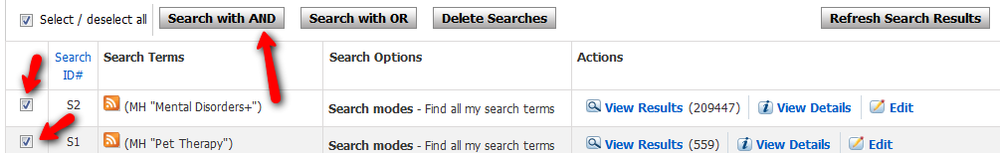 Select / deselect all Search with AND Search with OR Delete Searches Refresh Search Results
Search ID# Search Terms Search Options Actions
S2 (MH "Mental Disorders+") Search modes - Find all my search terms View Results (209447) View Details Edit
S1 (MH "Pet Therapy") Search modes - Find all my search terms View Results (559) View Details Edit